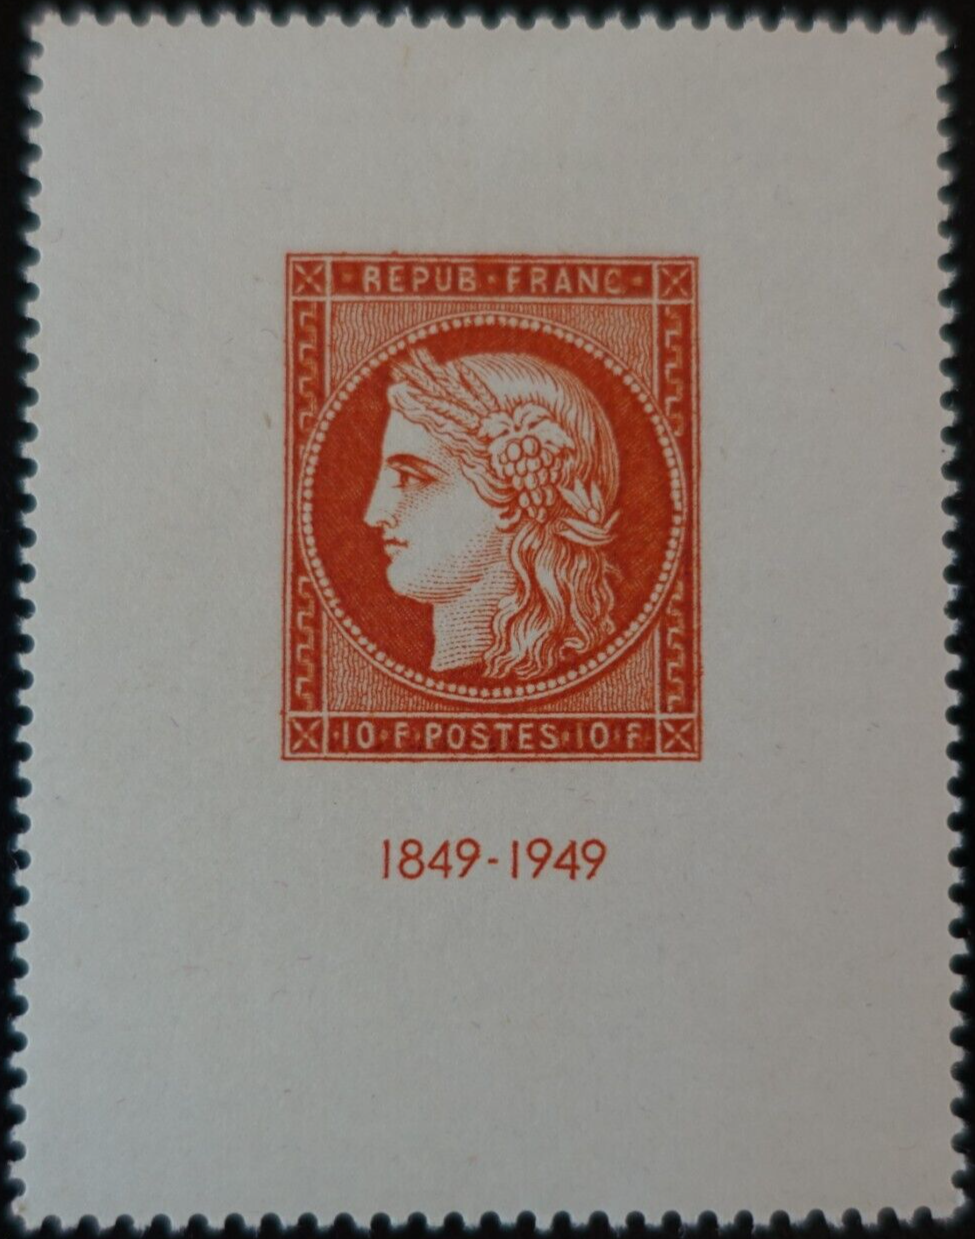 REPUB · FRANC ·
10 · F · POSTES · 10 · F ·
1849-1949